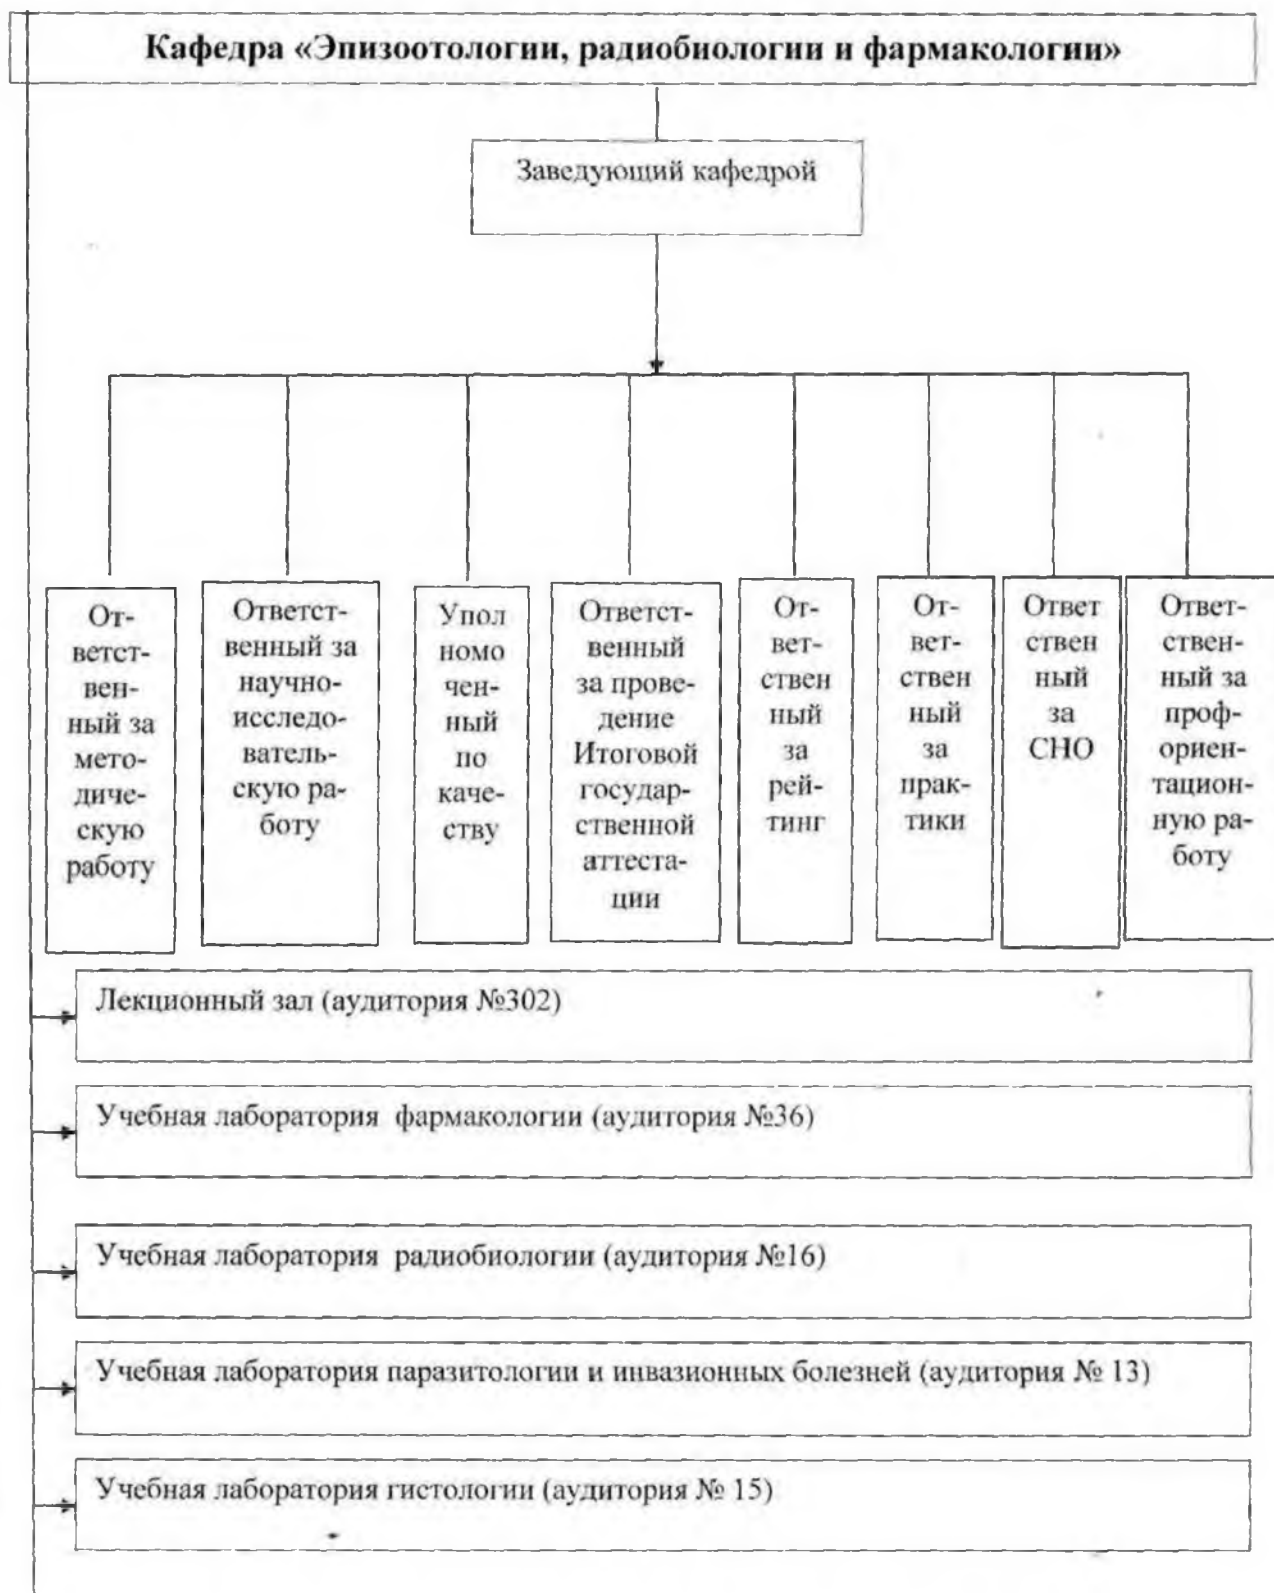 Кафедра «Эпизоотологии, радиобиологии и фармакологии»
Заведующий кафедрой
От-
ветст-
вен-
ный за
мето-
дичe-
скую
работу
Ответст-
венный за
научно-
исследо-
ватель-
скую ра-
боту
Упол
номо
чен-
ный
по
каче-
ству
Ответст-
венный
за прове-
дение
Итоговой
государ-
ственной
аттеста-
ции
От-
вет-
ствен
ный
за
рей-
тинг
От-
вет-
ствен
ный
за
прак-
тики
Ответ
ствен
ный
за
СНО
Ответ-
ствен-
ный за
проф-
ориен-
тацион-
ную ра-
боту
Лекционный зал (аудитория №302)
Учебная лаборатория фармакологии (аудитория №36)
Учебная лаборатория радиобиологии (аудитория №16)
Учебная лаборатория паразитологии и инвазионных болезней (аудитория № 13)
Учебная лаборатория гистологии (аудитория № 15)